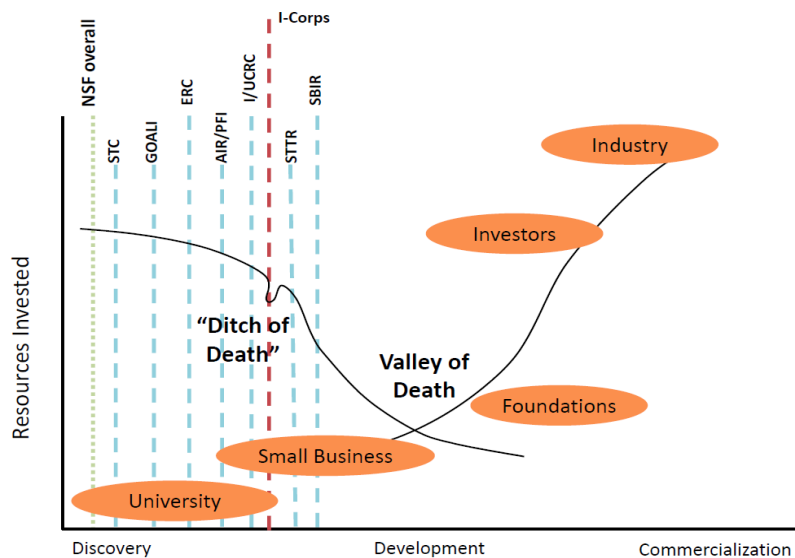 I-Corps
NSF overall
STC
GOALI
ERC
AIR/PFI
I/UCRC
STTR
SBIR
Industry
Investors
“Ditch of
Death”
Valley of
Death
Foundations
Small Business
University
Resources Invested
Discovery
Development
Commercialization